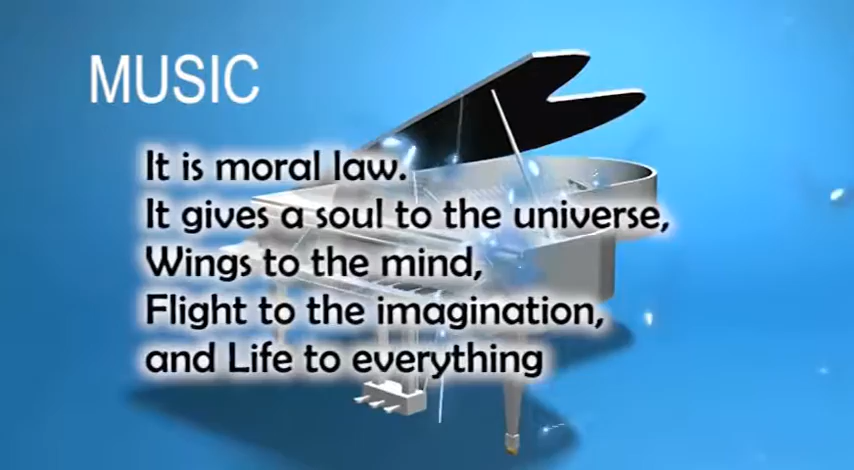 MUSIC
It is moral law.
It gives a soul to the universe,
Wings to the mind,
Flight to the imagination,
and Life to everything